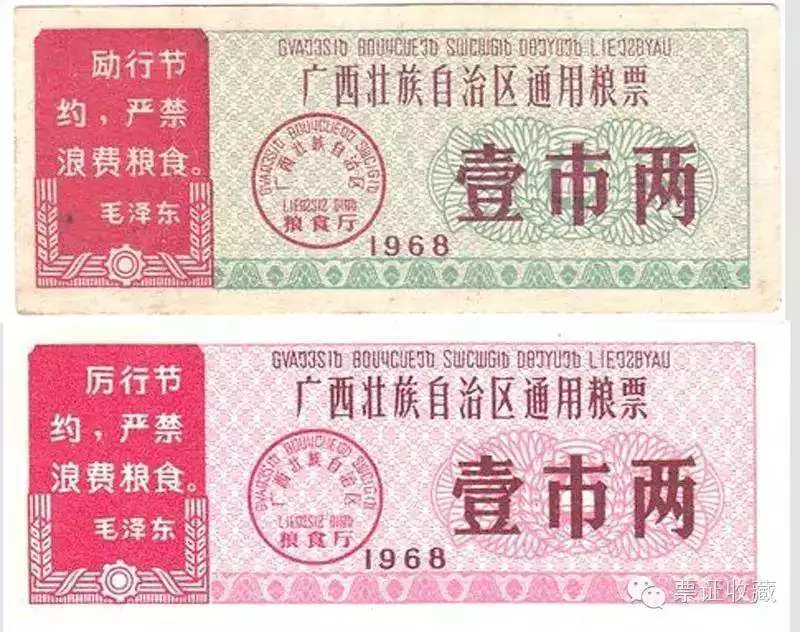 励行节
约，严禁
浪费粮食。
毛泽东
广西壮族自治区通用粮票
广西壮族自治区
粮食厅
壹市两
1968
厉行节
约，严禁
浪费粮食。
毛泽东
广西壮族自治区通用粮票
广西壮族自治区
粮食厅
壹市两
1968
票证收藏